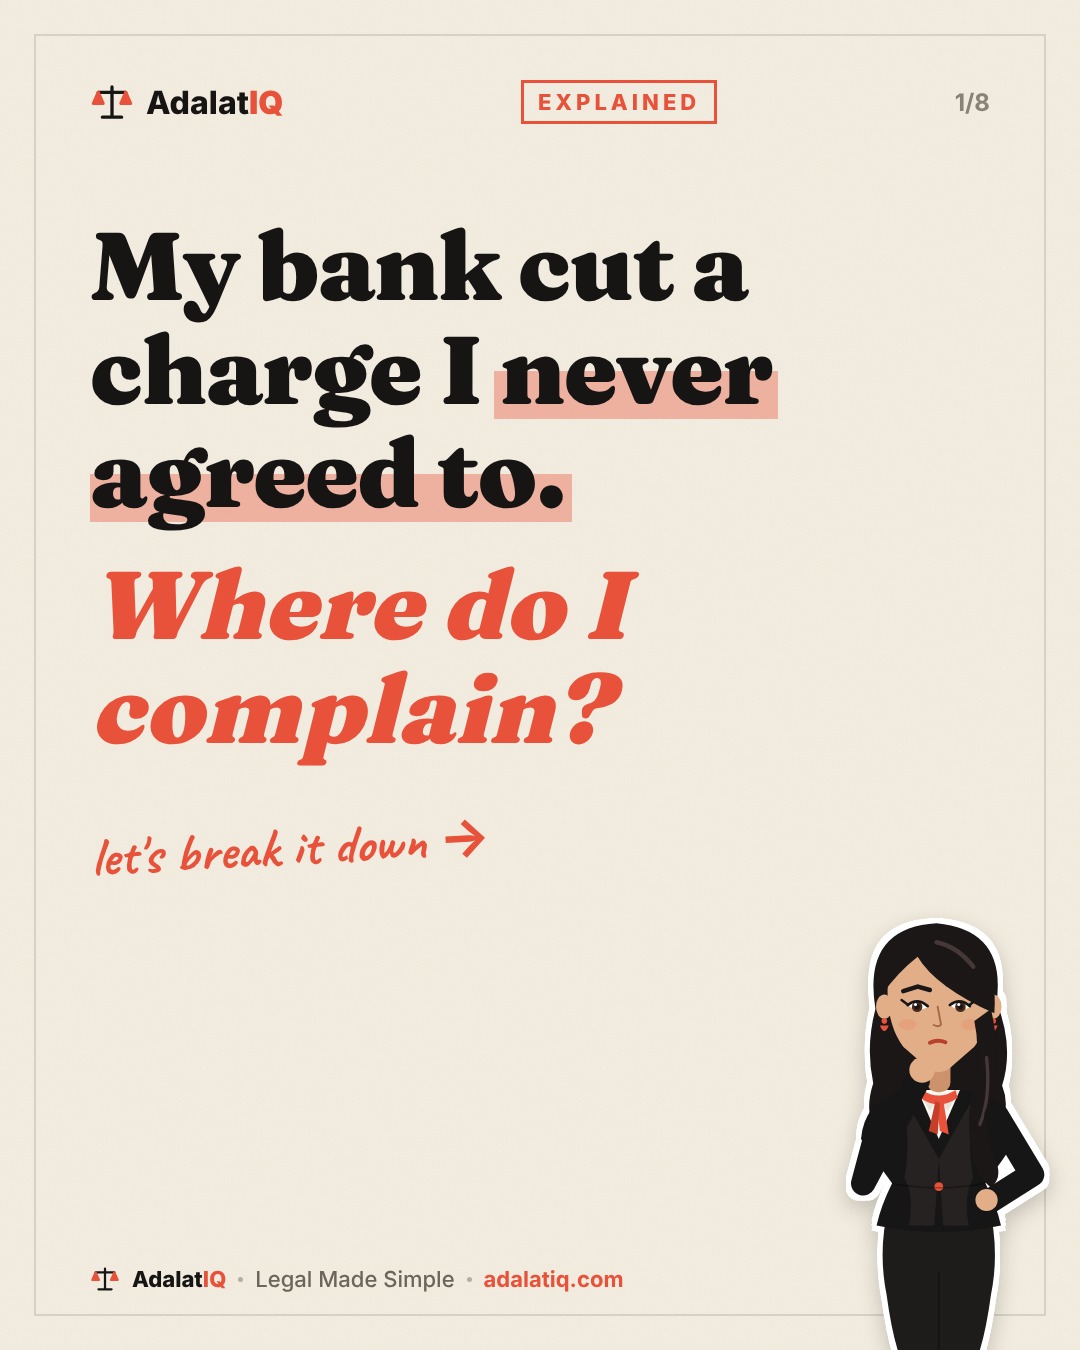 AdalatIQ
EXPLAINED
1/8
My bank cut a
charge I never
agreed to.
Where do I
complain?
let's break it down →
AdalatIQ • Legal Made Simple • adalatiq.com